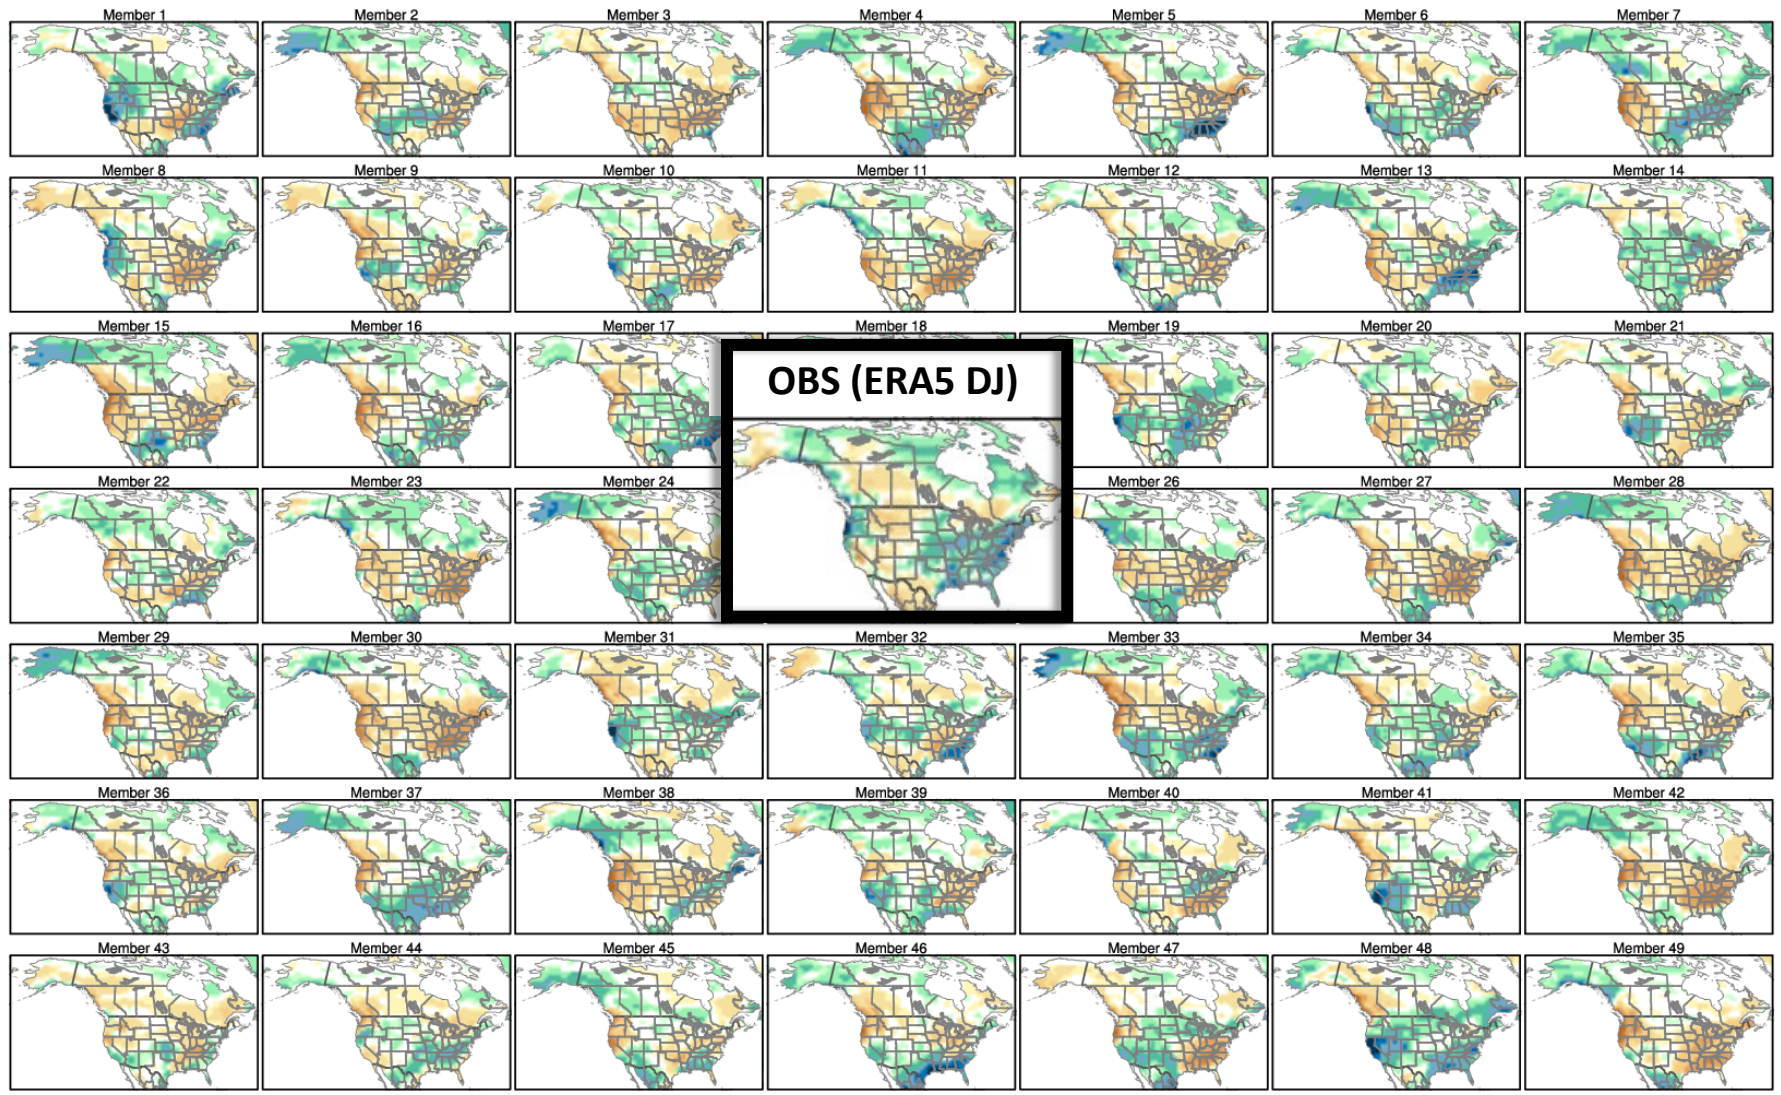 Member 1
Member 2
Member 3
Member 4
Member 5
Member 6
Member 7
Member 8
Member 9
Member 10
Member 11
Member 12
Member 13
Member 14
Member 15
Member 16
Member 17
Member 18
Member 19
Member 20
Member 21
OBS (ERA5 DJ)
Member 22
Member 23
Member 24
Member 26
Member 27
Member 28
Member 29
Member 30
Member 31
Member 32
Member 33
Member 34
Member 35
Member 36
Member 37
Member 38
Member 39
Member 40
Member 41
Member 42
Member 43
Member 44
Member 45
Member 46
Member 47
Member 48
Member 49